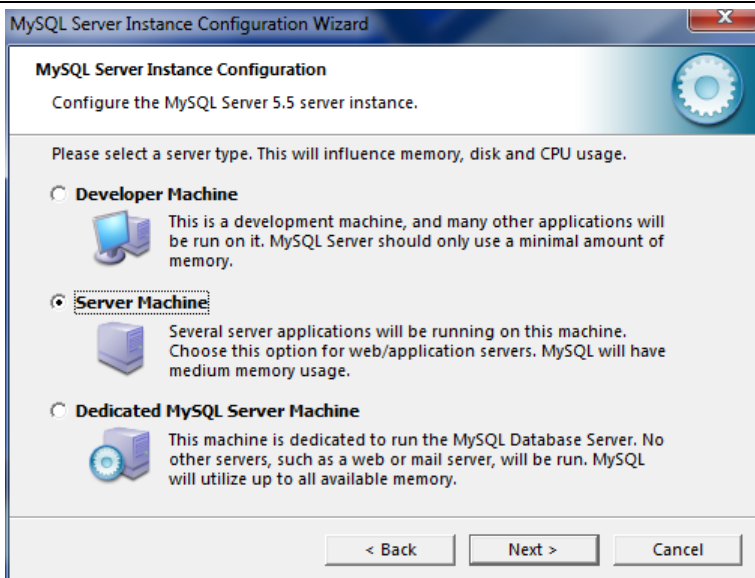 MySQL Server Instance Configuration Wizard
MySQL Server Instance Configuration
Configure the MySQL Server 5.5 server instance.
Please select a server type. This will influence memory, disk and CPU usage.
Developer Machine
This is a development machine, and many other applications will
be run on it. MySQL Server should only use a minimal amount of
memory.
Server Machine
Several server applications will be running on this machine.
Choose this option for web/application servers. MySQL will have
medium memory usage.
Dedicated MySQL Server Machine
This machine is dedicated to run the MySQL Database Server. No
other servers, such as a web or mail server, will be run. MySQL
will utilize up to all available memory.
< Back Next > Cancel